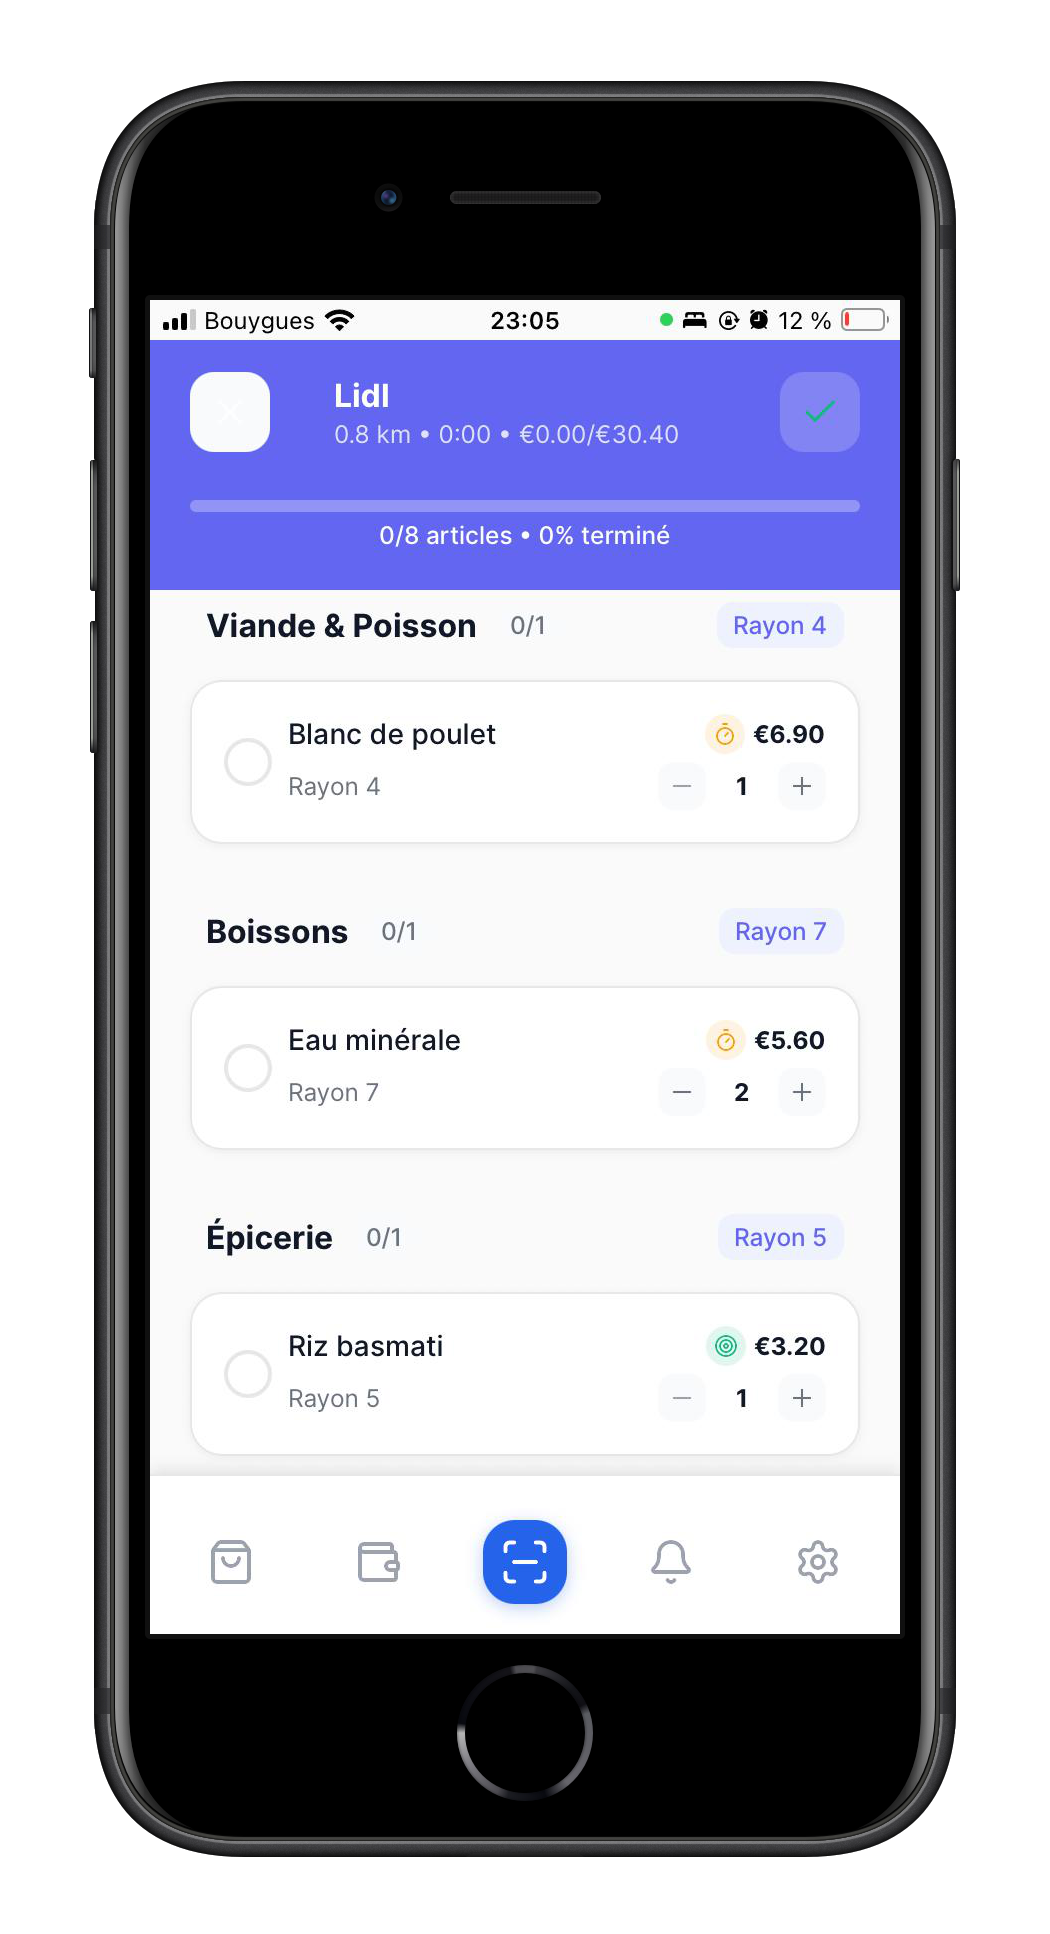 Bouygues 23:05 12 %
Lidl
0.8 km • 0:00 • €0.00/€30.40
0/8 articles • 0% terminé
Viande & Poisson 0/1 Rayon 4
Blanc de poulet €6.90
Rayon 4 − 1 +
Boissons 0/1 Rayon 7
Eau minérale €5.60
Rayon 7 − 2 +
Épicerie 0/1 Rayon 5
Riz basmati €3.20
Rayon 5 − 1 +